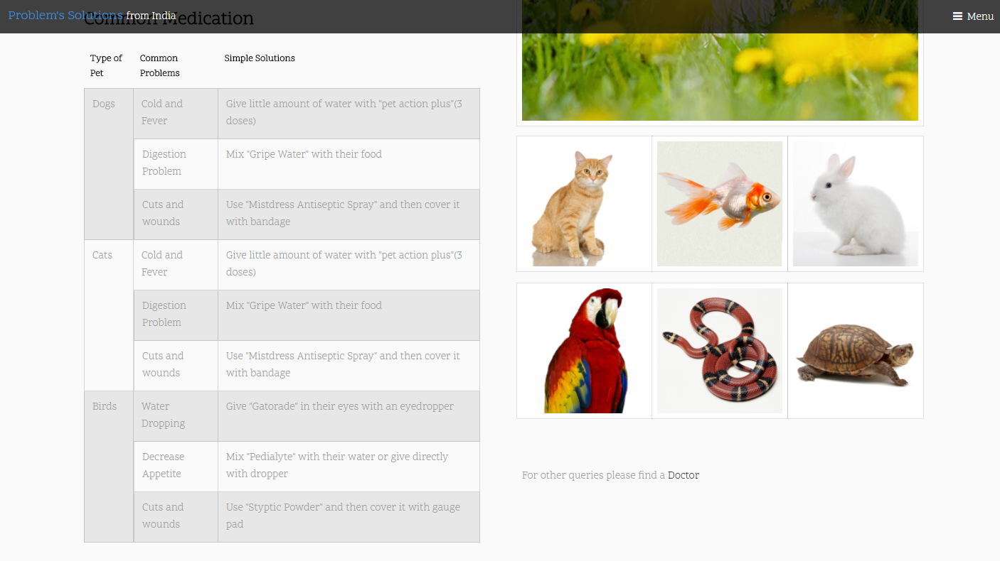 Problem's Solutions from India
Menu
Common Medication
Type of
Pet
Common
Problems
Simple Solutions
Dogs
Cold and
Fever
Give little amount of water with "pet action plus"(3
doses)
Digestion
Problem
Mix "Gripe Water" with their food
Cuts and
wounds
Use "Mistdress Antiseptic Spray" and then cover it
with bandage
Cats
Cold and
Fever
Give little amount of water with "pet action plus"(3
doses)
Digestion
Problem
Mix "Gripe Water" with their food
Cuts and
wounds
Use "Mistdress Antiseptic Spray" and then cover it
with bandage
Birds
Water
Dropping
Give "Gatorade" in their eyes with an eyedropper
Decrease
Appetite
Mix "Pedialyte" with their water or give directly
with dropper
Cuts and
wounds
Use "Styptic Powder" and then cover it with gauge
pad
For other queries please find a Doctor